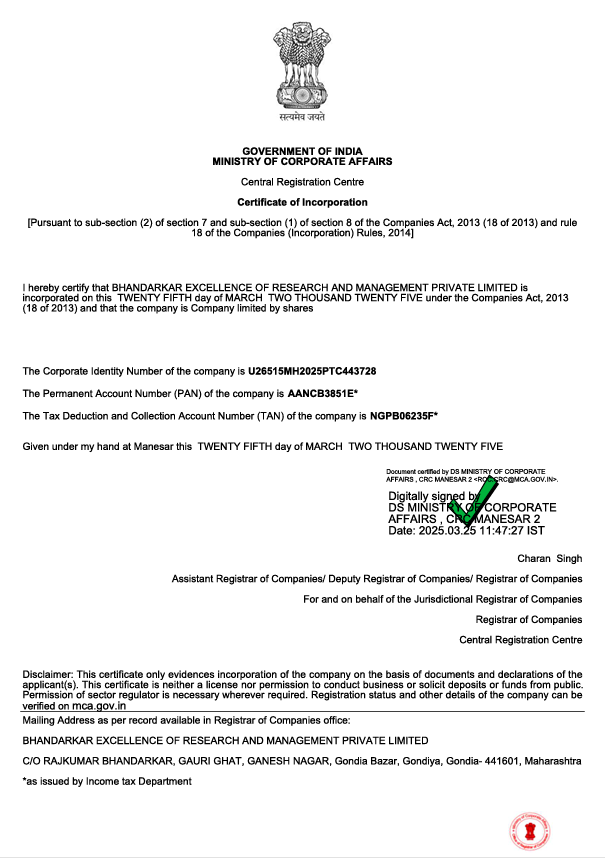 सत्यमेव जयते
GOVERNMENT OF INDIA
MINISTRY OF CORPORATE AFFAIRS
Central Registration Centre
Certificate of Incorporation
[Pursuant to sub-section (2) of section 7 and sub-section (1) of section 8 of the Companies Act, 2013 (18 of 2013) and rule
18 of the Companies (Incorporation) Rules, 2014]
I hereby certify that BHANDARKAR EXCELLENCE OF RESEARCH AND MANAGEMENT PRIVATE LIMITED is
incorporated on this TWENTY FIFTH day of MARCH TWO THOUSAND TWENTY FIVE under the Companies Act, 2013
(18 of 2013) and that the company is Company limited by shares
The Corporate Identity Number of the company is U26515MH2025PTC443728
The Permanent Account Number (PAN) of the company is AANCB3851E*
The Tax Deduction and Collection Account Number (TAN) of the company is NGPB06235F*
Given under my hand at Manesar this TWENTY FIFTH day of MARCH TWO THOUSAND TWENTY FIVE
Document certified by DS MINISTRY OF CORPORATE
AFFAIRS , CRC MANESAR 2 <ROC.CRC@MCA.GOV.IN>.
Digitally signed by
DS MINISTRY OF CORPORATE
AFFAIRS , CRC MANESAR 2
Date: 2025.03.25 11:47:27 IST
Charan Singh
Assistant Registrar of Companies/ Deputy Registrar of Companies/ Registrar of Companies
For and on behalf of the Jurisdictional Registrar of Companies
Registrar of Companies
Central Registration Centre
Disclaimer: This certificate only evidences incorporation of the company on the basis of documents and declarations of the
applicant(s). This certificate is neither a license nor permission to conduct business or solicit deposits or funds from public.
Permission of sector regulator is necessary wherever required. Registration status and other details of the company can be
verified on mca.gov.in
Mailing Address as per record available in Registrar of Companies office:
BHANDARKAR EXCELLENCE OF RESEARCH AND MANAGEMENT PRIVATE LIMITED
C/O RAJKUMAR BHANDARKAR, GAURI GHAT, GANESH NAGAR, Gondia Bazar, Gondiya, Gondia- 441601, Maharashtra
*as issued by Income tax Department